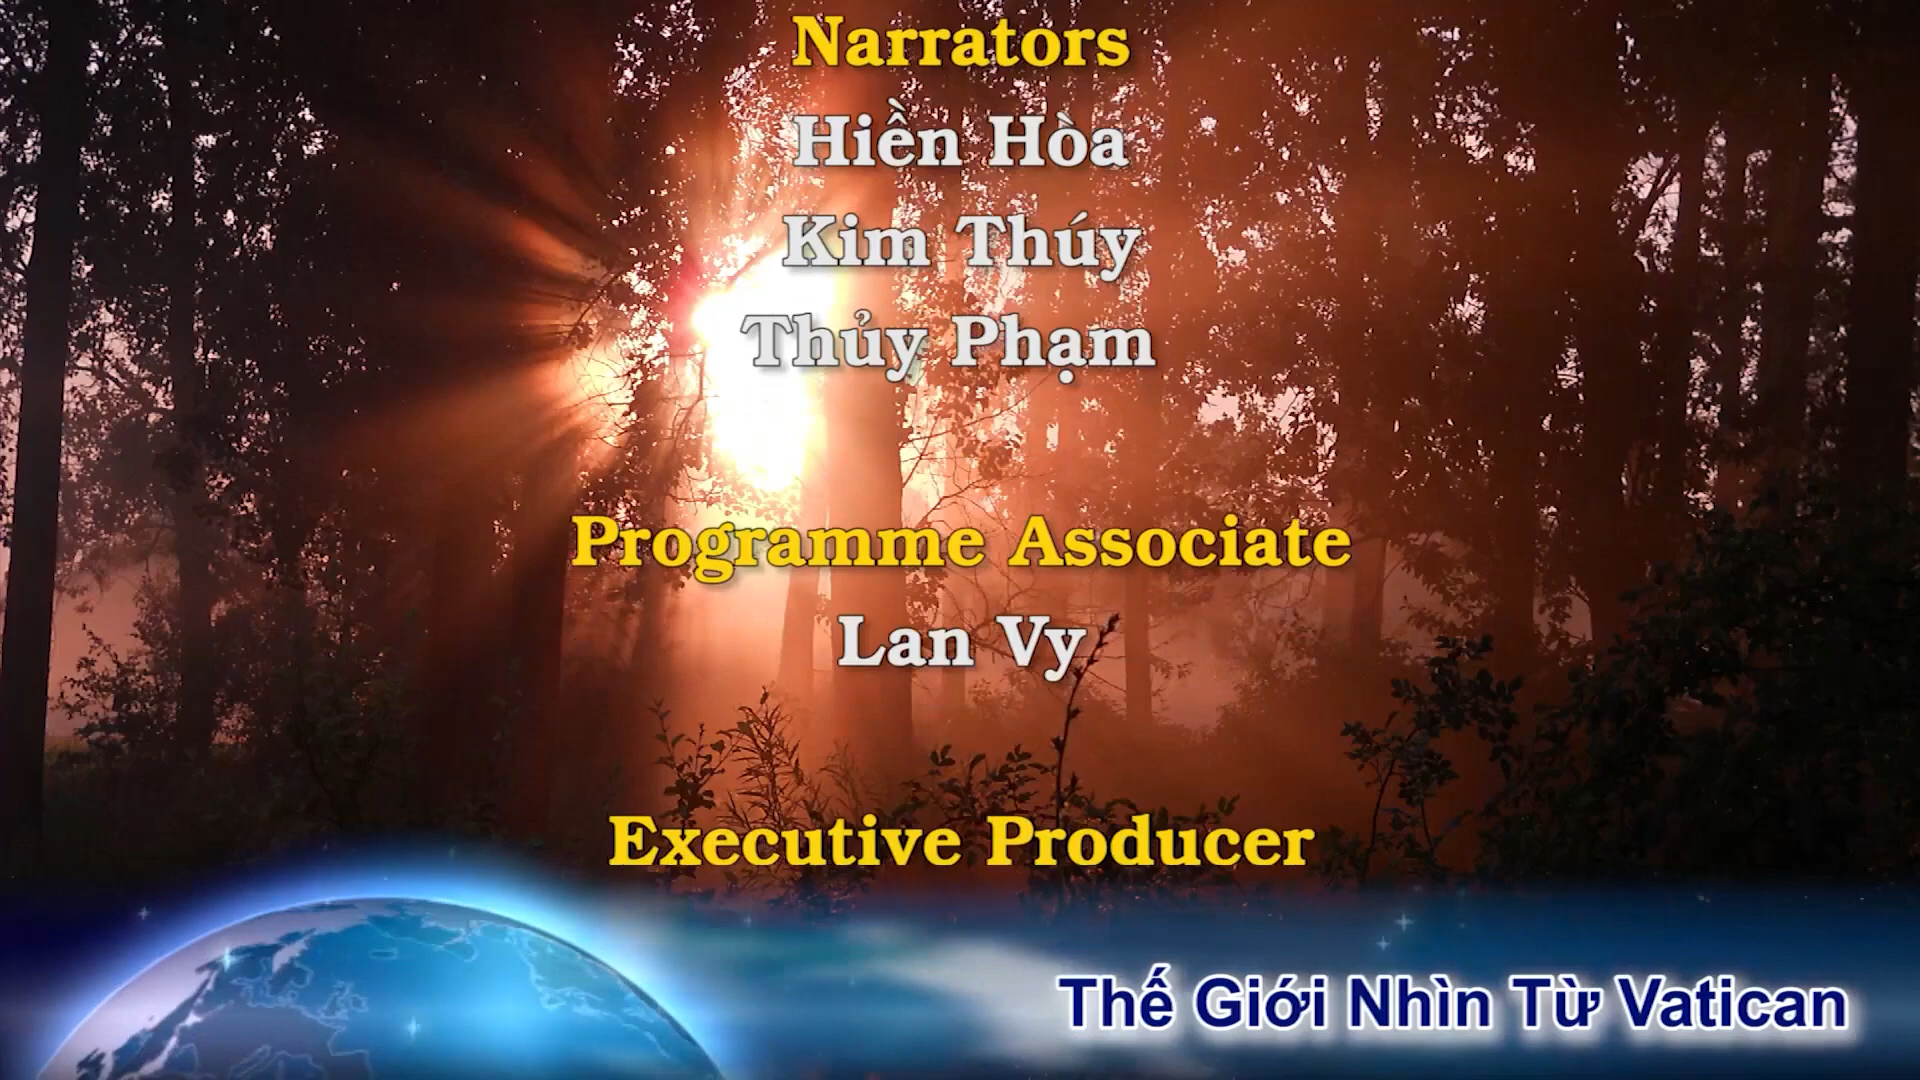 Narrators
Hiền Hòa
Kim Thúy
Thủy Phạm
Programme Associate
Lan Vy
Executive Producer
Thế Giới Nhìn Từ Vatican